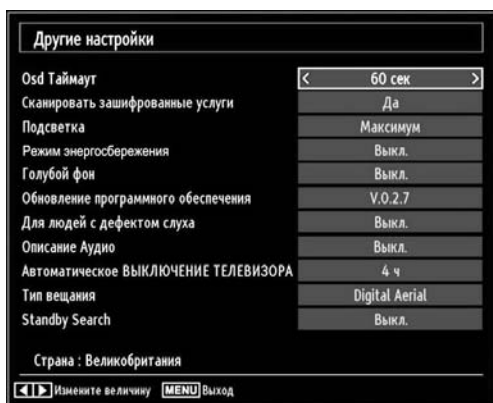 Другие настройки
Osd Таймаут < 60 сек >
Сканировать зашифрованные услуги Да
Подсветка Максимум
Режим энергосбережения Выкл.
Голубой фон Выкл.
Обновление программного обеспечения V.0.2.7
Для людей с дефектом слуха Выкл.
Описание Аудио Выкл.
Автоматическое ВЫКЛЮЧЕНИЕ ТЕЛЕВИЗОРА 4 ч
Тип вещания Digital Aerial
Standby Search Выкл.
Страна : Великобритания
Измените величину MENU Выход